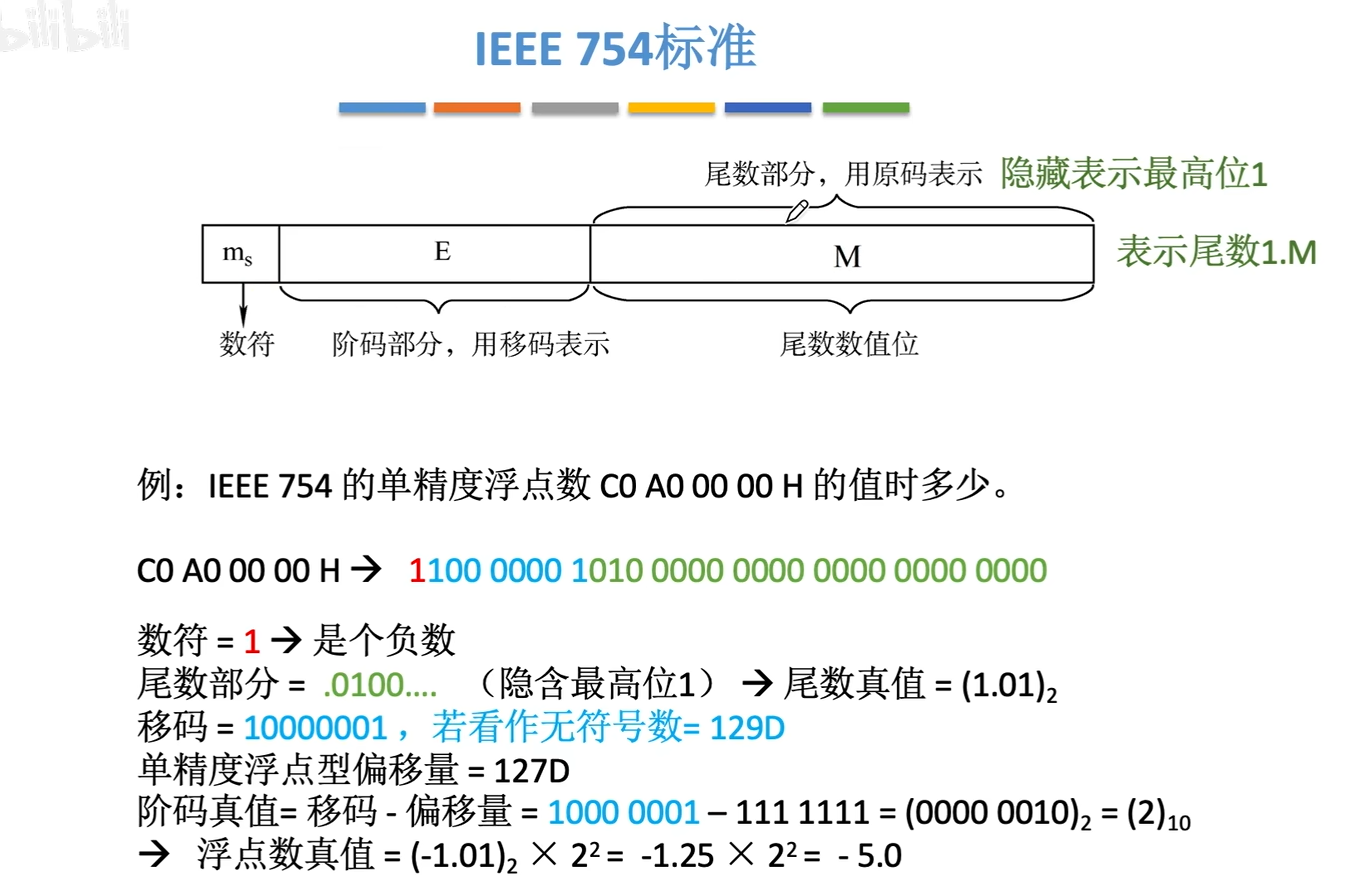 bilibili
IEEE 754标准
尾数部分，用原码表示 隐藏表示最高位1
mₛ E M 表示尾数1.M
数符 阶码部分，用移码表示 尾数数值位
例：IEEE 754 的单精度浮点数 C0 A0 00 00 H 的值时多少。
C0 A0 00 00 H → 1100 0000 1010 0000 0000 0000 0000 0000
数符 = 1 → 是个负数
尾数部分 = .0100.... （隐含最高位1） → 尾数真值 = (1.01)₂
移码 = 10000001 ，若看作无符号数= 129D
单精度浮点型偏移量 = 127D
阶码真值= 移码 - 偏移量 = 1000 0001 – 111 1111 = (0000 0010)₂ = (2)₁₀
→ 浮点数真值 = (-1.01)₂ × 2² = -1.25 × 2² = - 5.0